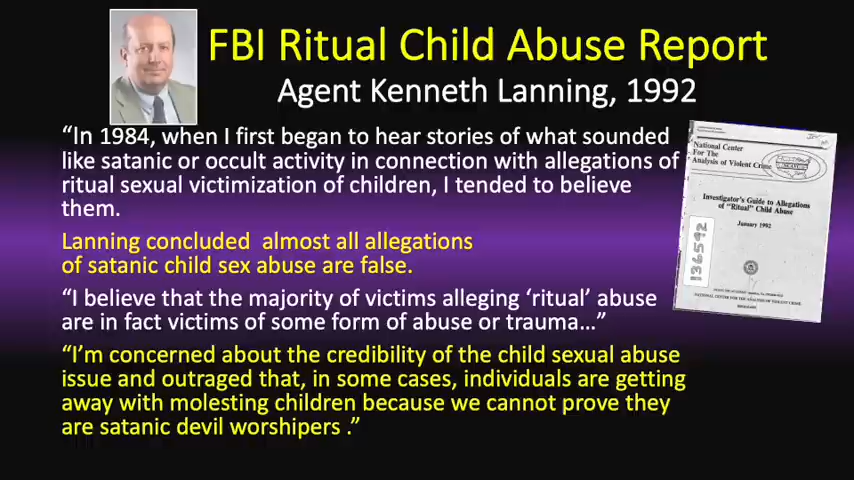 FBI Ritual Child Abuse Report
Agent Kenneth Lanning, 1992
“In 1984, when I first began to hear stories of what sounded
like satanic or occult activity in connection with allegations of
ritual sexual victimization of children, I tended to believe
them.
Lanning concluded  almost all allegations
of satanic child sex abuse are false.
“I believe that the majority of victims alleging ‘ritual’ abuse
are in fact victims of some form of abuse or trauma…”
“I’m concerned about the credibility of the child sexual abuse
issue and outraged that, in some cases, individuals are getting
away with molesting children because we cannot prove they
are satanic devil worshipers .”
National Center
For The
Analysis of Violent Crime
Investigator's Guide to Allegations
of "Ritual" Child Abuse
January 1992
136592